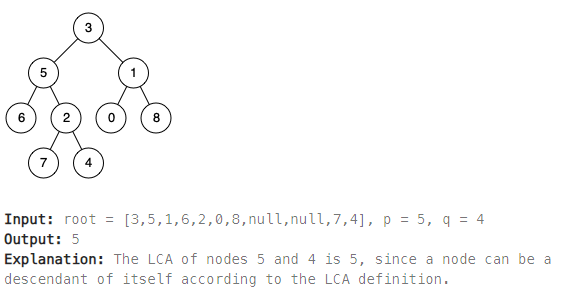 3
5 1
6 2 0 8
7 4
Input: root = [3,5,1,6,2,0,8,null,null,7,4], p = 5, q = 4
Output: 5
Explanation: The LCA of nodes 5 and 4 is 5, since a node can be a
descendant of itself according to the LCA definition.